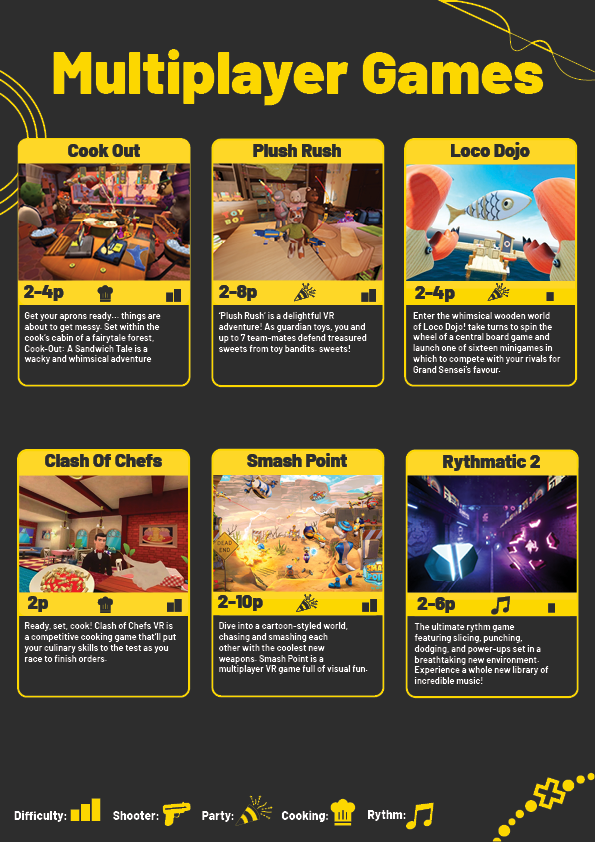 Multiplayer Games
Cook Out
2-4p
Get your aprons ready... things are
about to get messy. Set within the
cook's cabin of a fairytale forest,
Cook-Out: A Sandwich Tale is a
wacky and whimsical adventure
Plush Rush
TOY
BOX
2-8p
'Plush Rush' is a delightful VR
adventure! As guardian toys, you and
up to 7 team-mates defend treasured
sweets from toy bandits. sweets!
Loco Dojo
2-4p
Enter the whimsical wooden world
of Loco Dojo! take turns to spin the
wheel of a central board game and
launch one of sixteen minigames in
which to compete with your rivals for
Grand Sensei's favour.
Clash Of Chefs
2p
Ready, set, cook! Clash of Chefs VR is
a competitive cooking game that'll put
your culinary skills to the test as you
race to finish orders.
Smash Point
DEAD
END
2-10p
Dive into a cartoon-styled world,
chasing and smashing each
other with the coolest new
weapons. Smash Point is a
multiplayer VR game full of visual fun.
Rythmatic 2
2-6p
The ultimate rythm game
featuring slicing, punching,
dodging, and power-ups set in a
breathtaking new environment.
Experience a whole new library of
incredible music!
Difficulty: Shooter: Party: Cooking: Rythm: